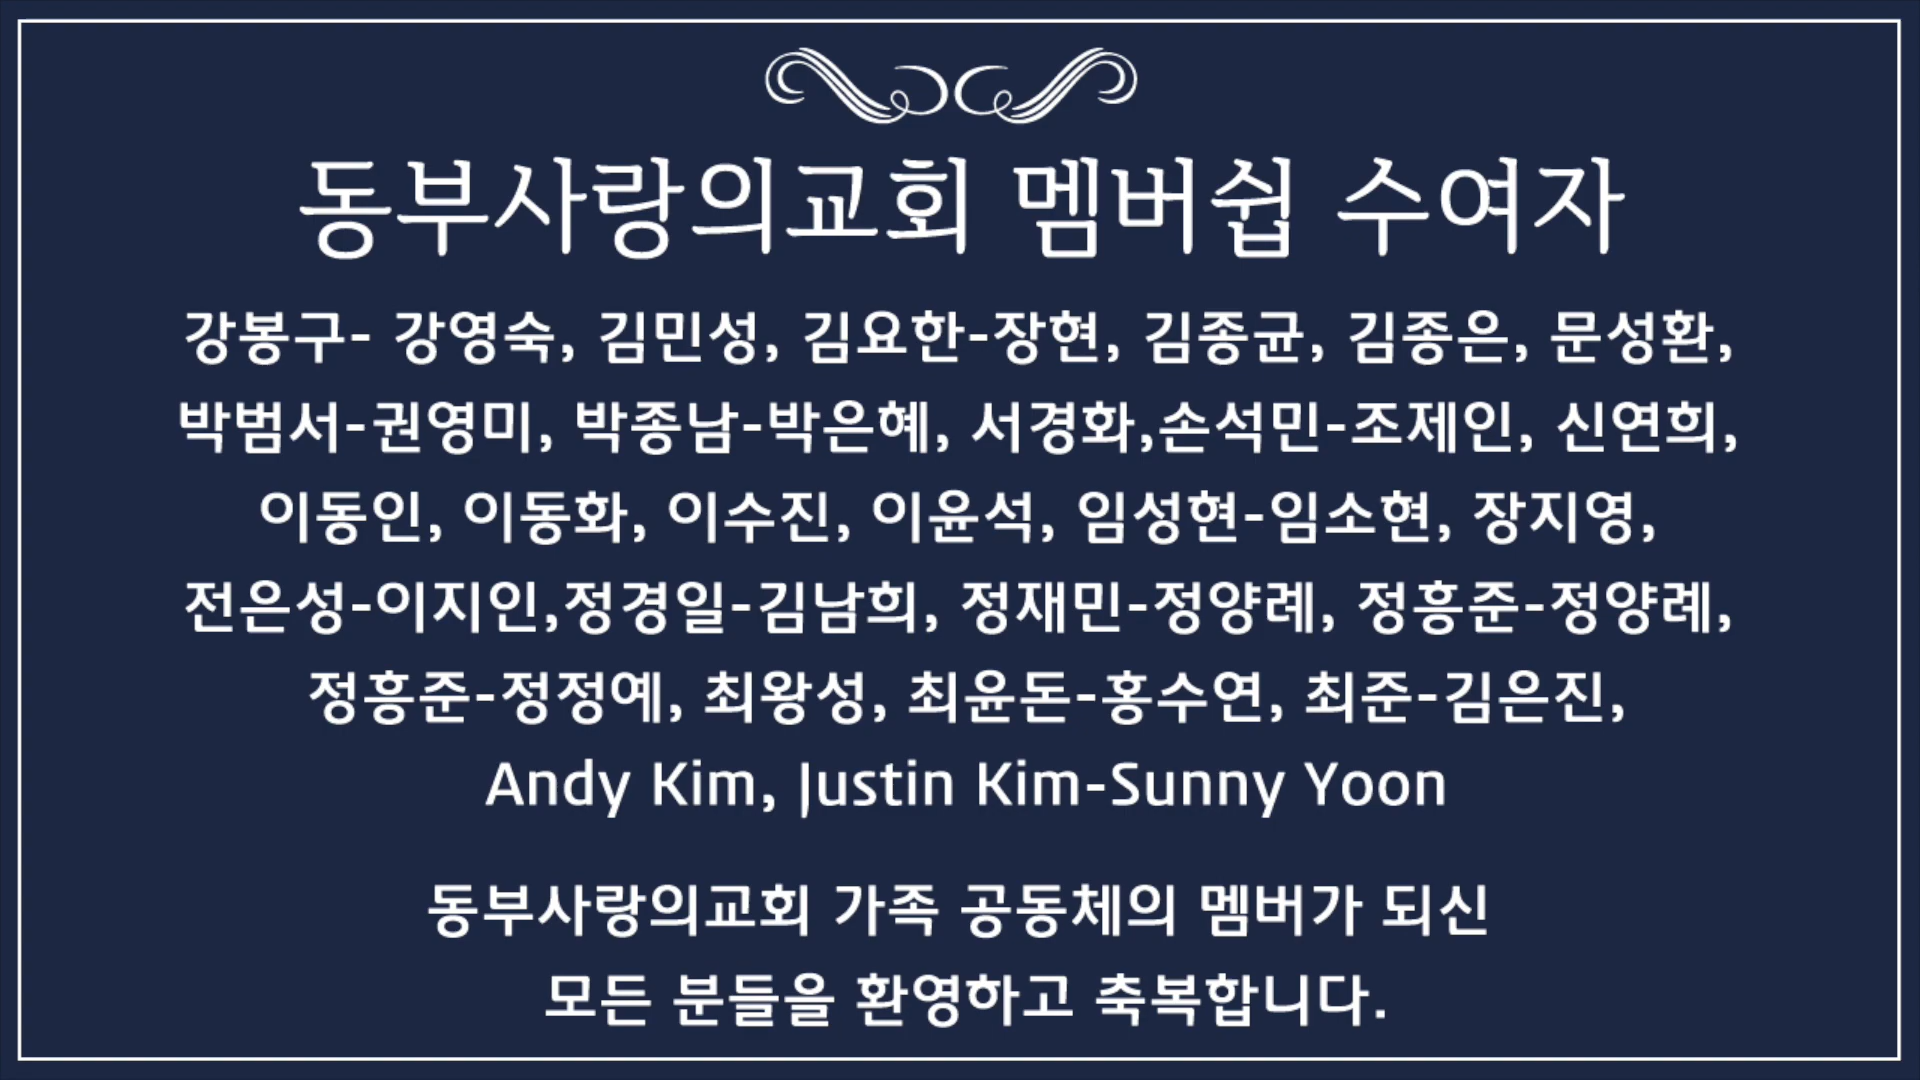 동부사랑의교회 멤버쉽 수여자
강봉구- 강영숙, 김민성, 김요한-장현, 김종균, 김종은, 문성환,
박범서-권영미, 박종남-박은혜, 서경화,손석민-조제인, 신연희,
이동인, 이동화, 이수진, 이윤석, 임성현-임소현, 장지영,
전은성-이지인,정경일-김남희, 정재민-정양례, 정흥준-정양례,
정흥준-정정예, 최왕성, 최윤돈-홍수연, 최준-김은진,
Andy Kim, Justin Kim-Sunny Yoon
동부사랑의교회 가족 공동체의 멤버가 되신
모든 분들을 환영하고 축복합니다.